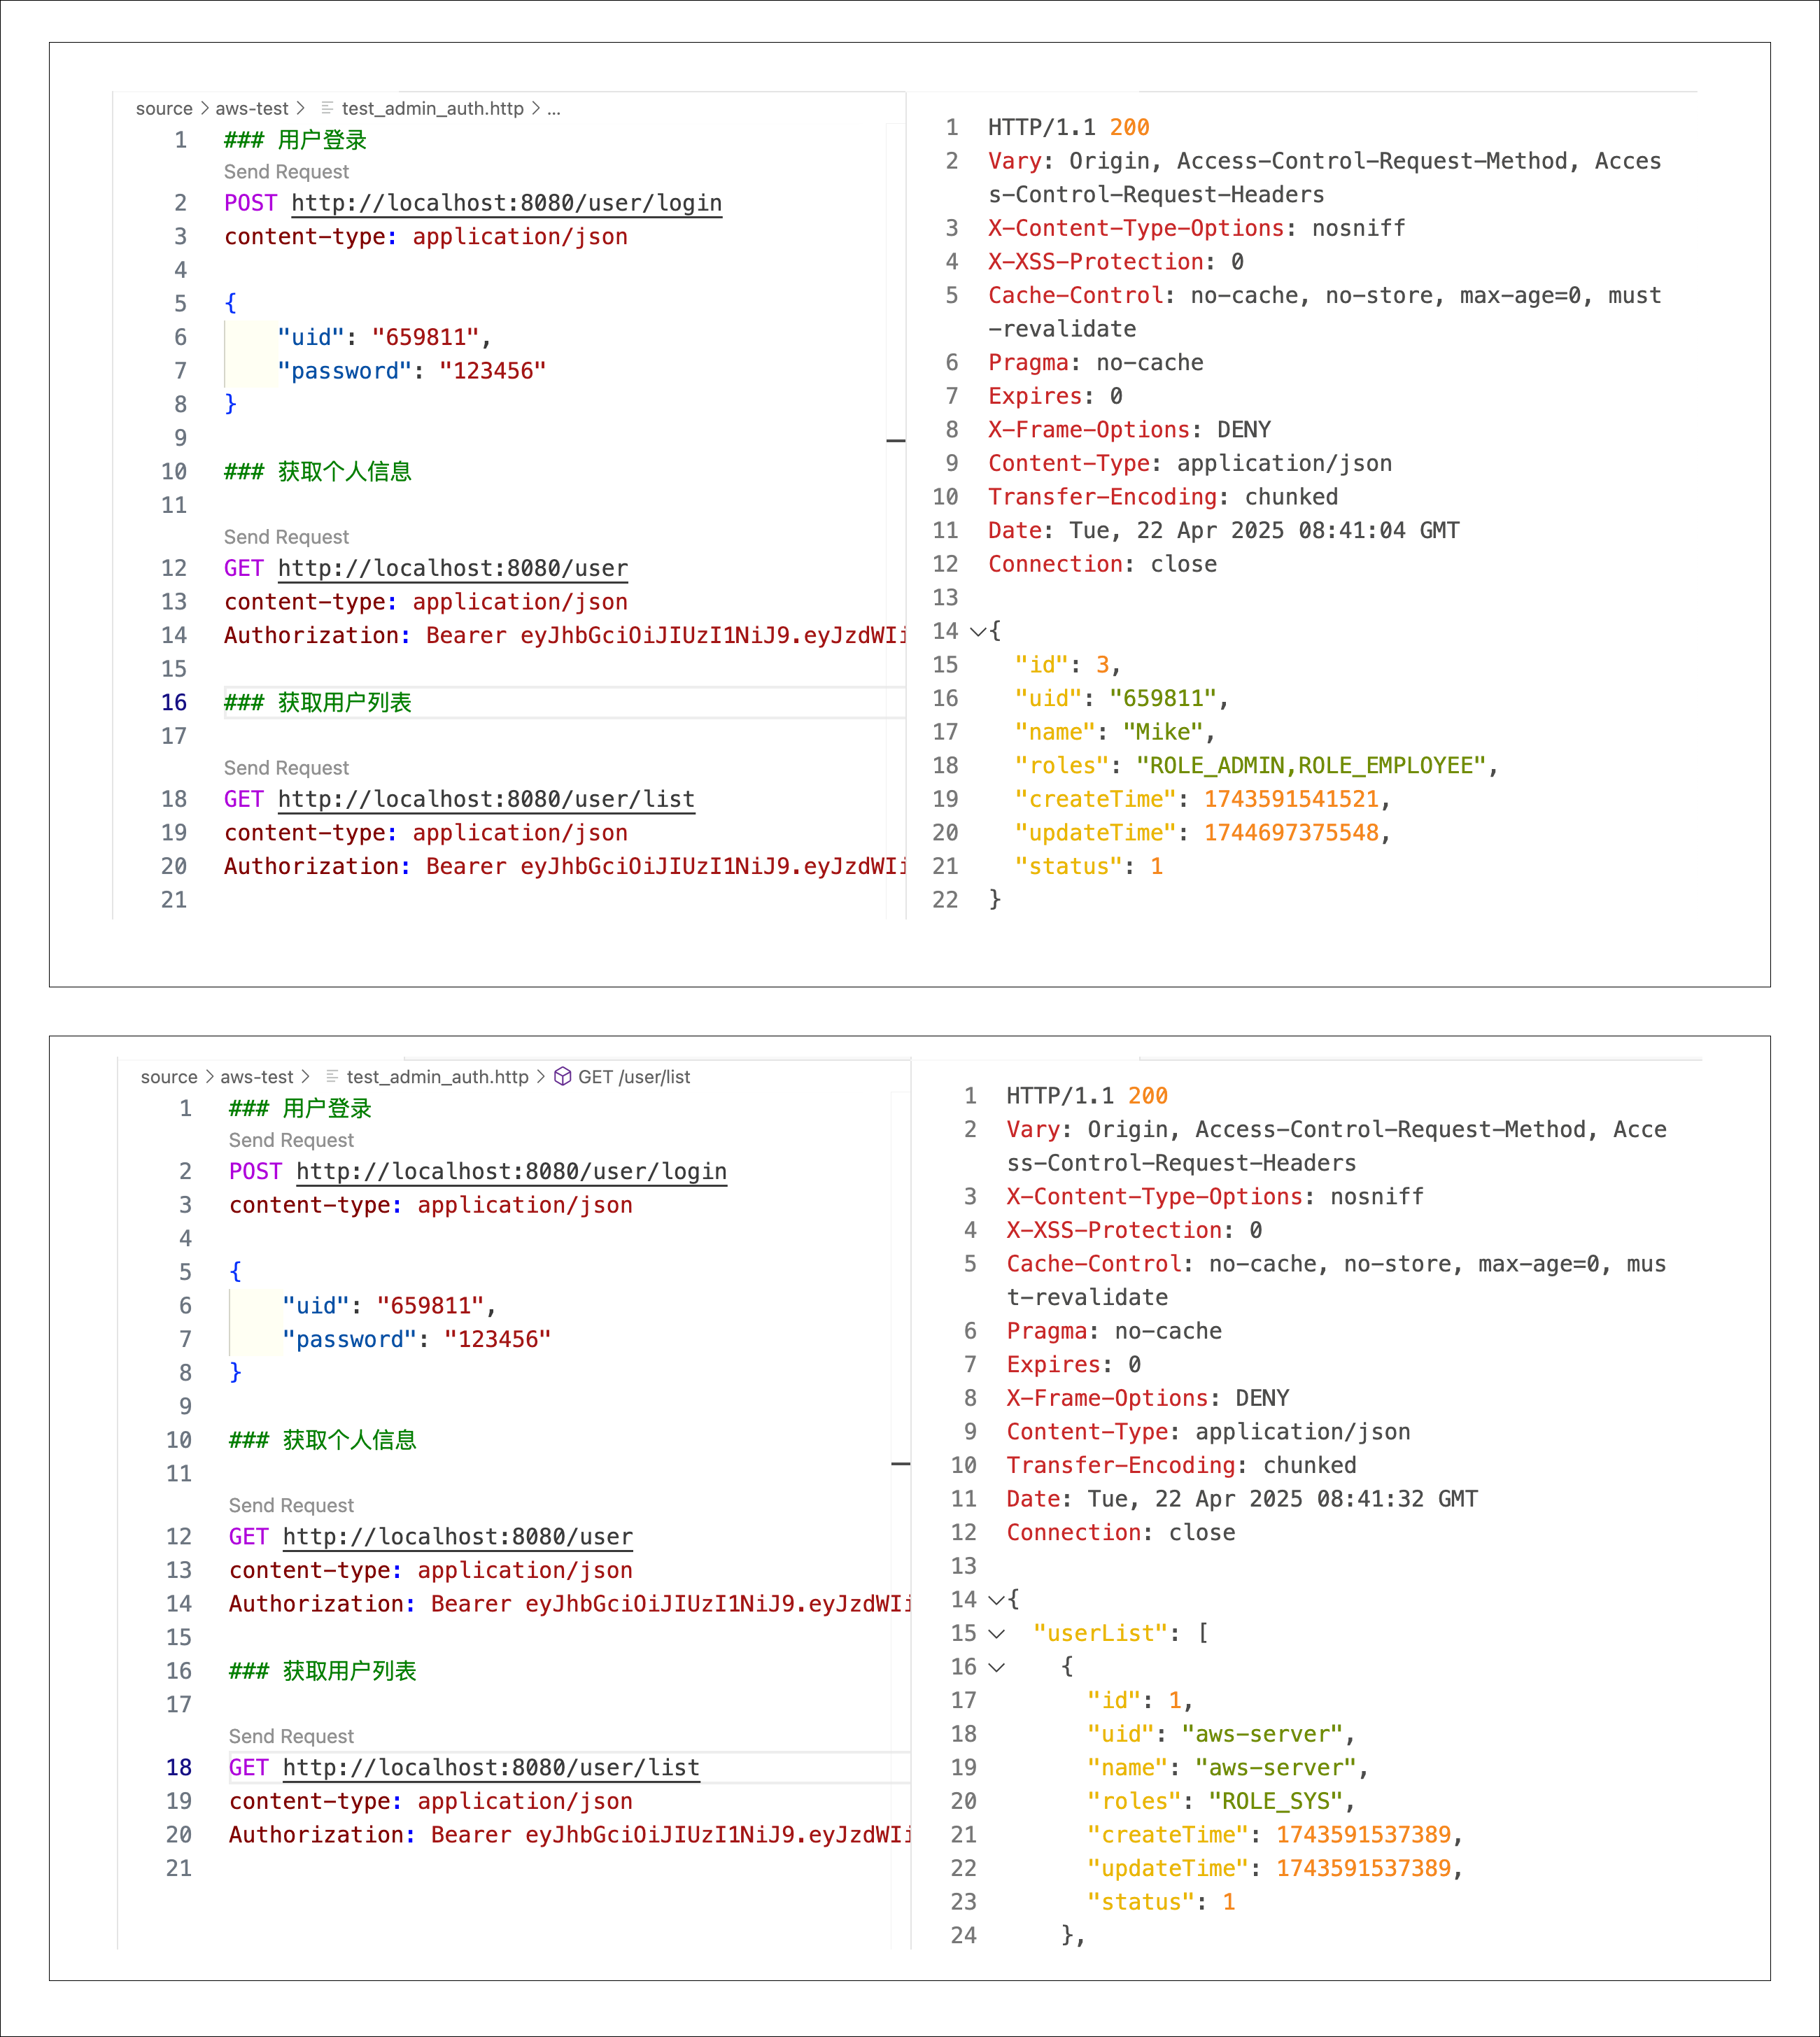 source > aws-test > test_admin_auth.http > ...
1 ### 用户登录
Send Request
2 POST http://localhost:8080/user/login
3 content-type: application/json
4
5 {
6 "uid": "659811",
7 "password": "123456"
8 }
9
10 ### 获取个人信息
11
Send Request
12 GET http://localhost:8080/user
13 content-type: application/json
14 Authorization: Bearer eyJhbGciOiJIUzI1NiJ9.eyJzdWIi
15
16 ### 获取用户列表
17
Send Request
18 GET http://localhost:8080/user/list
19 content-type: application/json
20 Authorization: Bearer eyJhbGciOiJIUzI1NiJ9.eyJzdWIi
21
1 HTTP/1.1 200
2 Vary: Origin, Access-Control-Request-Method, Acces
s-Control-Request-Headers
3 X-Content-Type-Options: nosniff
4 X-XSS-Protection: 0
5 Cache-Control: no-cache, no-store, max-age=0, must
-revalidate
6 Pragma: no-cache
7 Expires: 0
8 X-Frame-Options: DENY
9 Content-Type: application/json
10 Transfer-Encoding: chunked
11 Date: Tue, 22 Apr 2025 08:41:04 GMT
12 Connection: close
13
14 {
15 "id": 3,
16 "uid": "659811",
17 "name": "Mike",
18 "roles": "ROLE_ADMIN,ROLE_EMPLOYEE",
19 "createTime": 1743591541521,
20 "updateTime": 1744697375548,
21 "status": 1
22 }
source > aws-test > test_admin_auth.http > GET /user/list
1 ### 用户登录
Send Request
2 POST http://localhost:8080/user/login
3 content-type: application/json
4
5 {
6 "uid": "659811",
7 "password": "123456"
8 }
9
10 ### 获取个人信息
11
Send Request
12 GET http://localhost:8080/user
13 content-type: application/json
14 Authorization: Bearer eyJhbGciOiJIUzI1NiJ9.eyJzdWIi
15
16 ### 获取用户列表
17
Send Request
18 GET http://localhost:8080/user/list
19 content-type: application/json
20 Authorization: Bearer eyJhbGciOiJIUzI1NiJ9.eyJzdWIi
21
1 HTTP/1.1 200
2 Vary: Origin, Access-Control-Request-Method, Acce
ss-Control-Request-Headers
3 X-Content-Type-Options: nosniff
4 X-XSS-Protection: 0
5 Cache-Control: no-cache, no-store, max-age=0, mus
t-revalidate
6 Pragma: no-cache
7 Expires: 0
8 X-Frame-Options: DENY
9 Content-Type: application/json
10 Transfer-Encoding: chunked
11 Date: Tue, 22 Apr 2025 08:41:32 GMT
12 Connection: close
13
14 {
15 "userList": [
16 {
17 "id": 1,
18 "uid": "aws-server",
19 "name": "aws-server",
20 "roles": "ROLE_SYS",
21 "createTime": 1743591537389,
22 "updateTime": 1743591537389,
23 "status": 1
24 },